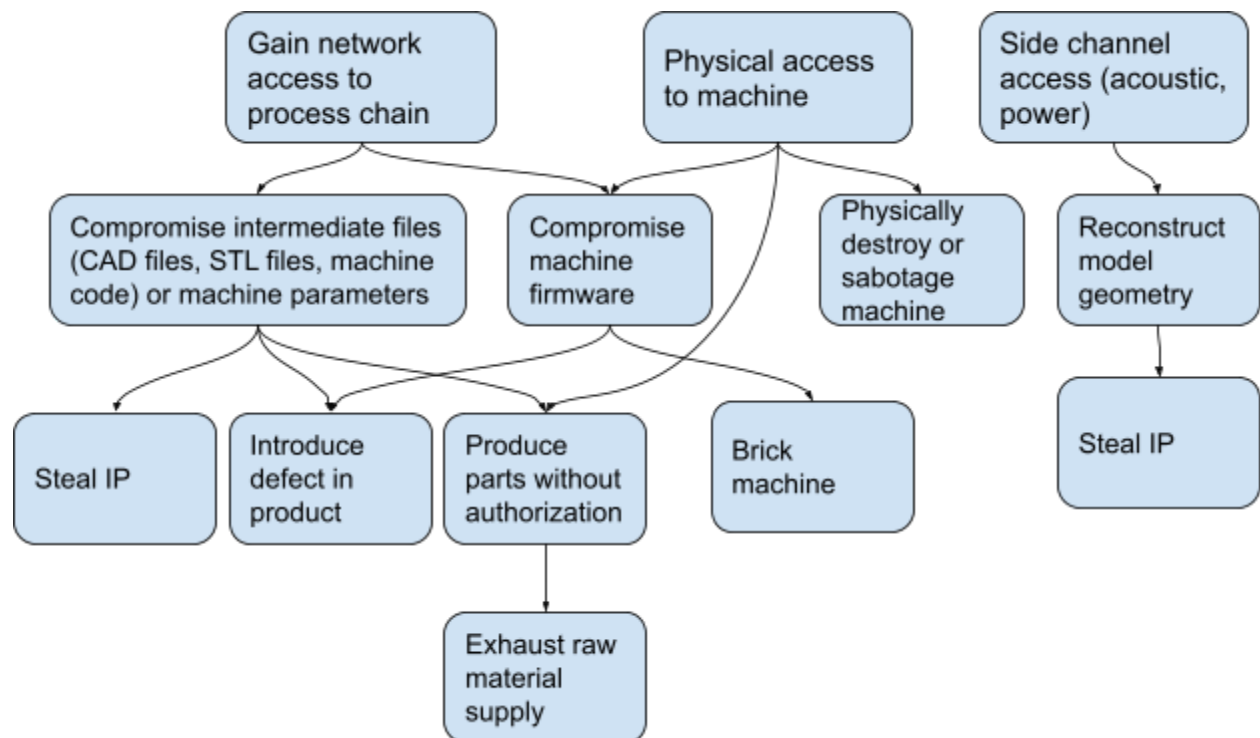 Gain network
access to
process chain
Physical access
to machine
Side channel
access (acoustic,
power)
Compromise intermediate files
(CAD files, STL files, machine
code) or machine parameters
Compromise
machine
firmware
Physically
destroy or
sabotage
machine
Reconstruct
model
geometry
Steal IP
Introduce
defect in
product
Produce
parts without
authorization
Brick
machine
Steal IP
Exhaust raw
material
supply